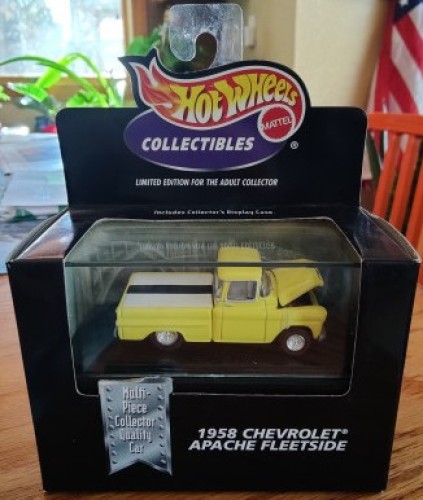 Hot Wheels
MATTEL
COLLECTIBLES ®
LIMITED EDITION FOR THE ADULT COLLECTOR
Includes Collector's Display Case
Multi-
Piece
Collector
Quality
Car
1958 CHEVROLET®
APACHE FLEETSIDE